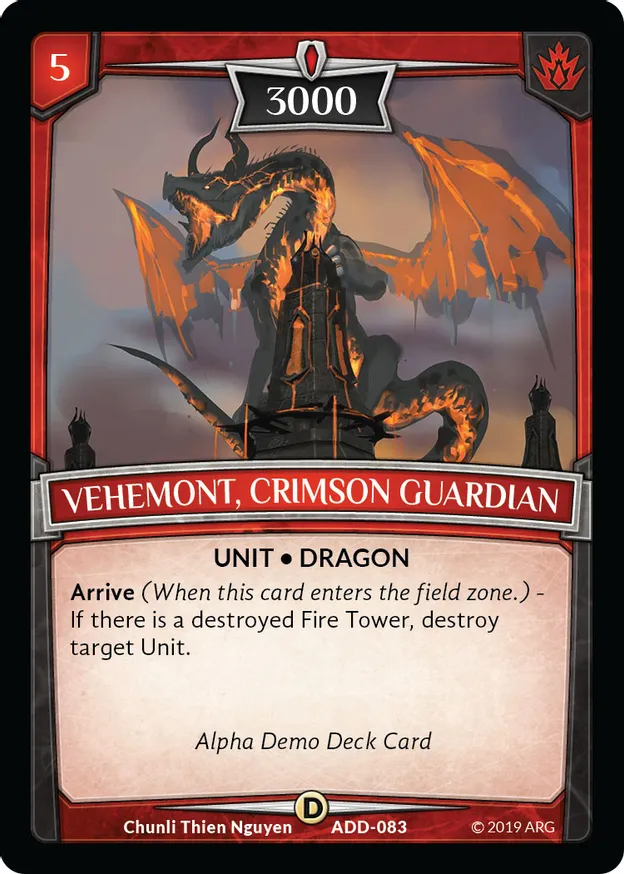 5
3000
VEHEMONT, CRIMSON GUARDIAN
UNIT • DRAGON
Arrive (When this card enters the field zone.) -
If there is a destroyed Fire Tower, destroy
target Unit.
Alpha Demo Deck Card
D
Chunli Thien Nguyen ADD-083 © 2019 ARG